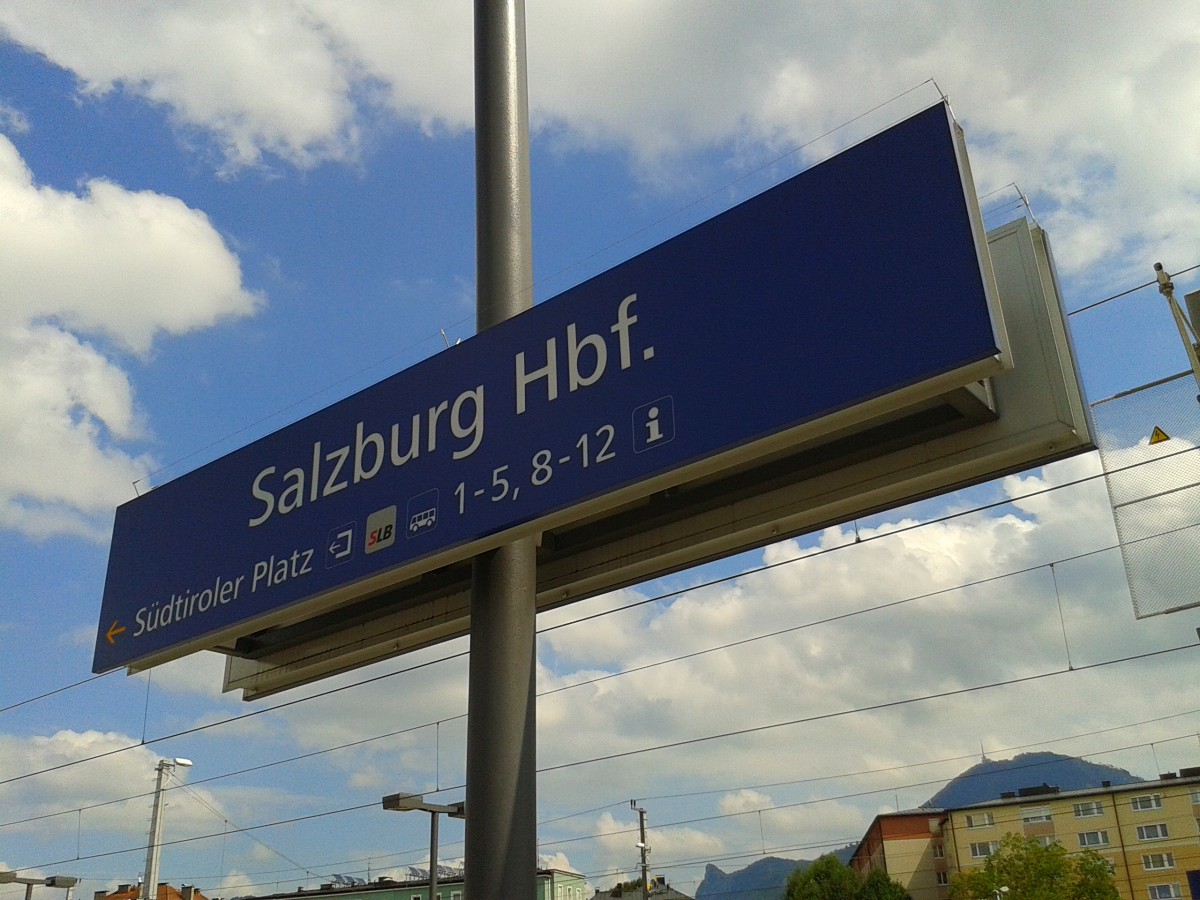 Salzburg Hbf.
Südtiroler Platz SLB 1-5, 8-12 i